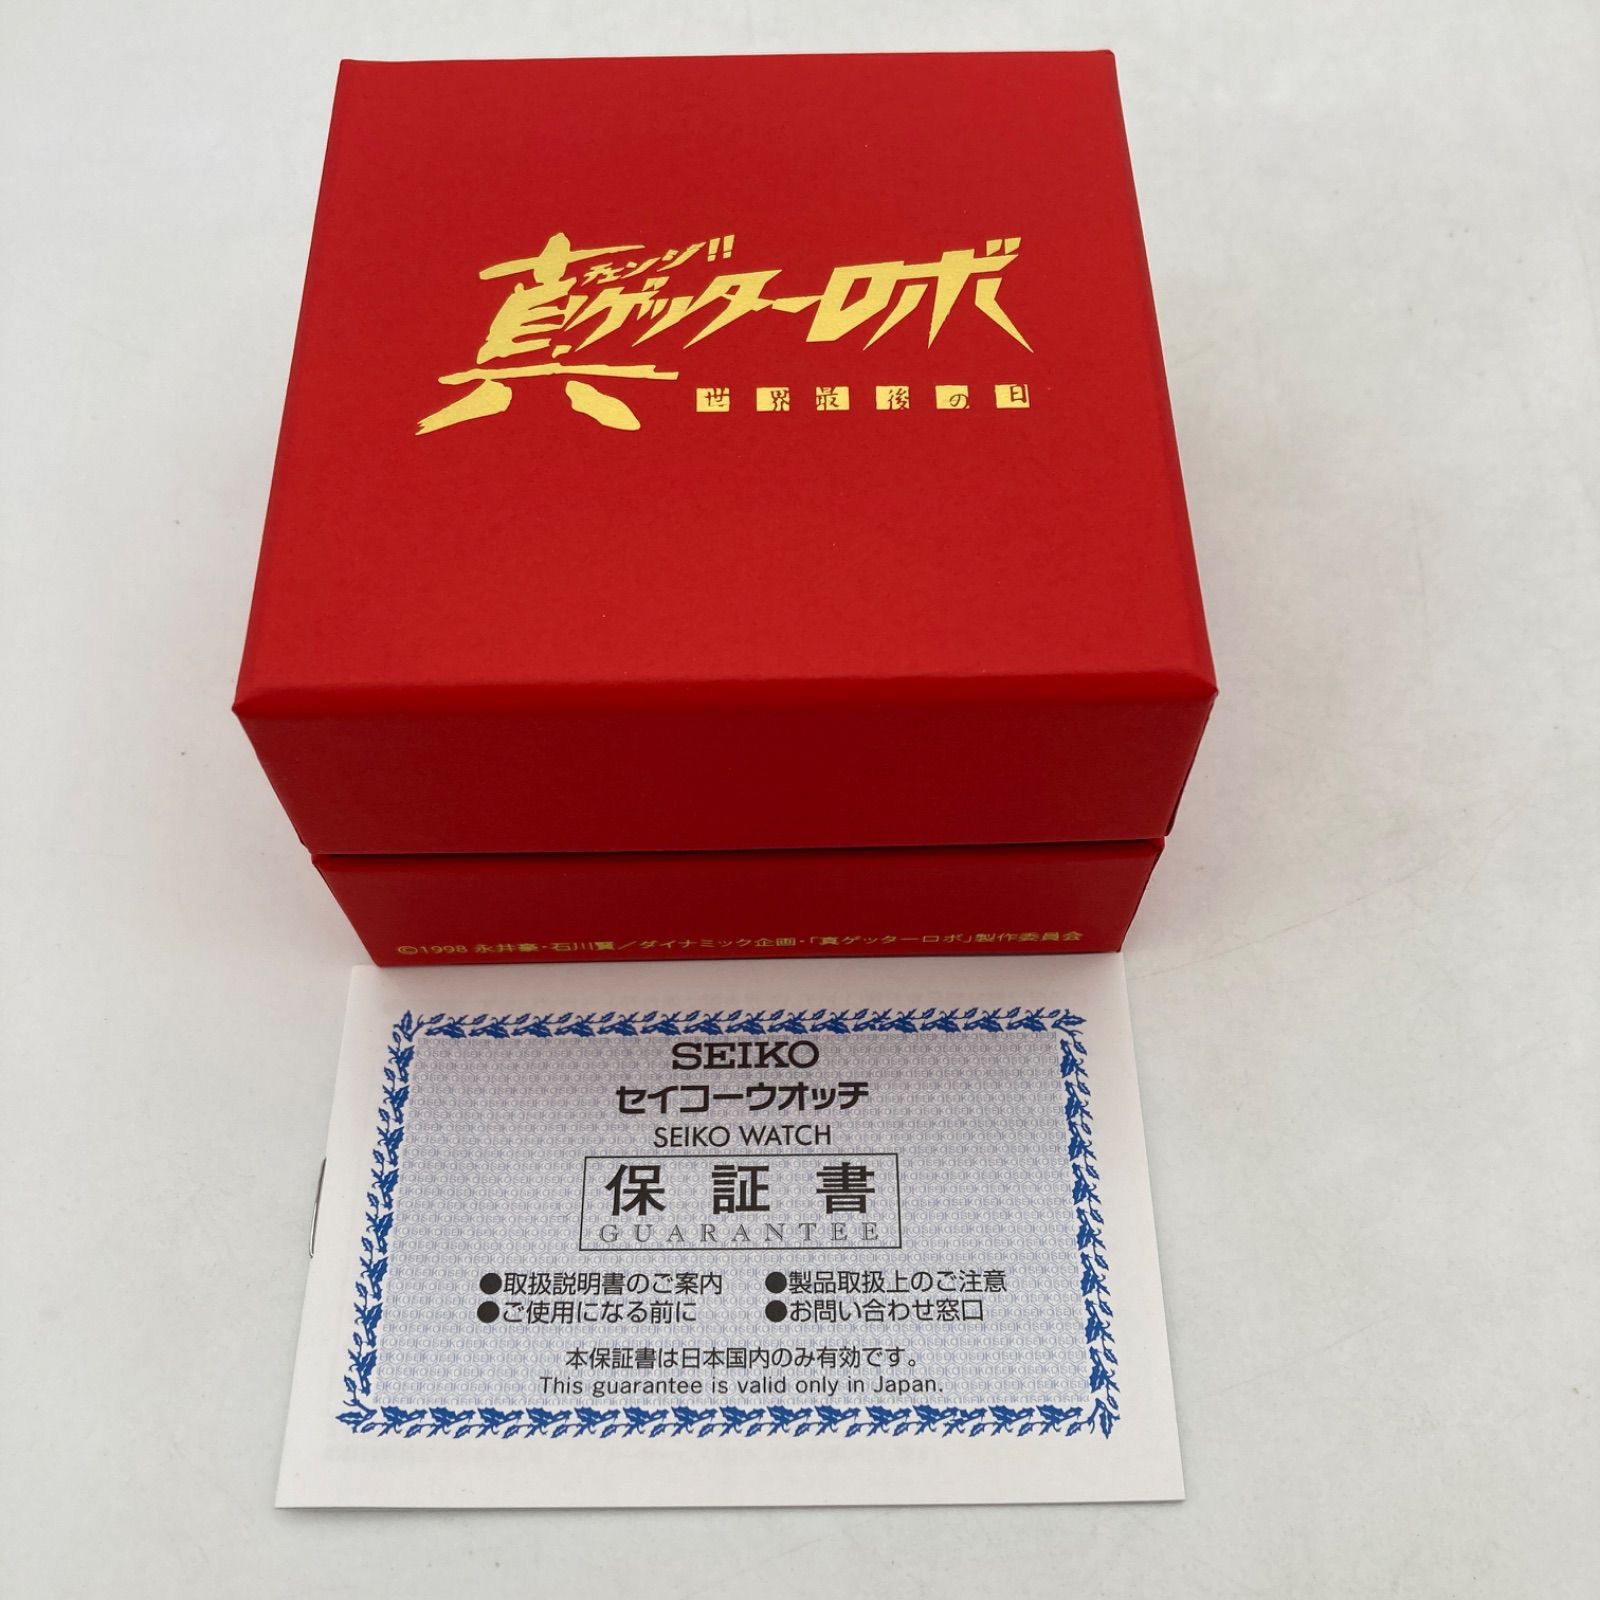 チェンジ!!
真ゲッターロボ
世界最後の日
©1998 永井豪・石川賢／ダイナミック企画・「真ゲッターロボ」製作委員会
SEIKO
セイコーウオッチ
SEIKO WATCH
保証書
GUARANTEE
●取扱説明書のご案内 ●製品取扱上のご注意
●ご使用になる前に ●お問い合わせ窓口
本保証書は日本国内のみ有効です。
This guarantee is valid only in Japan.